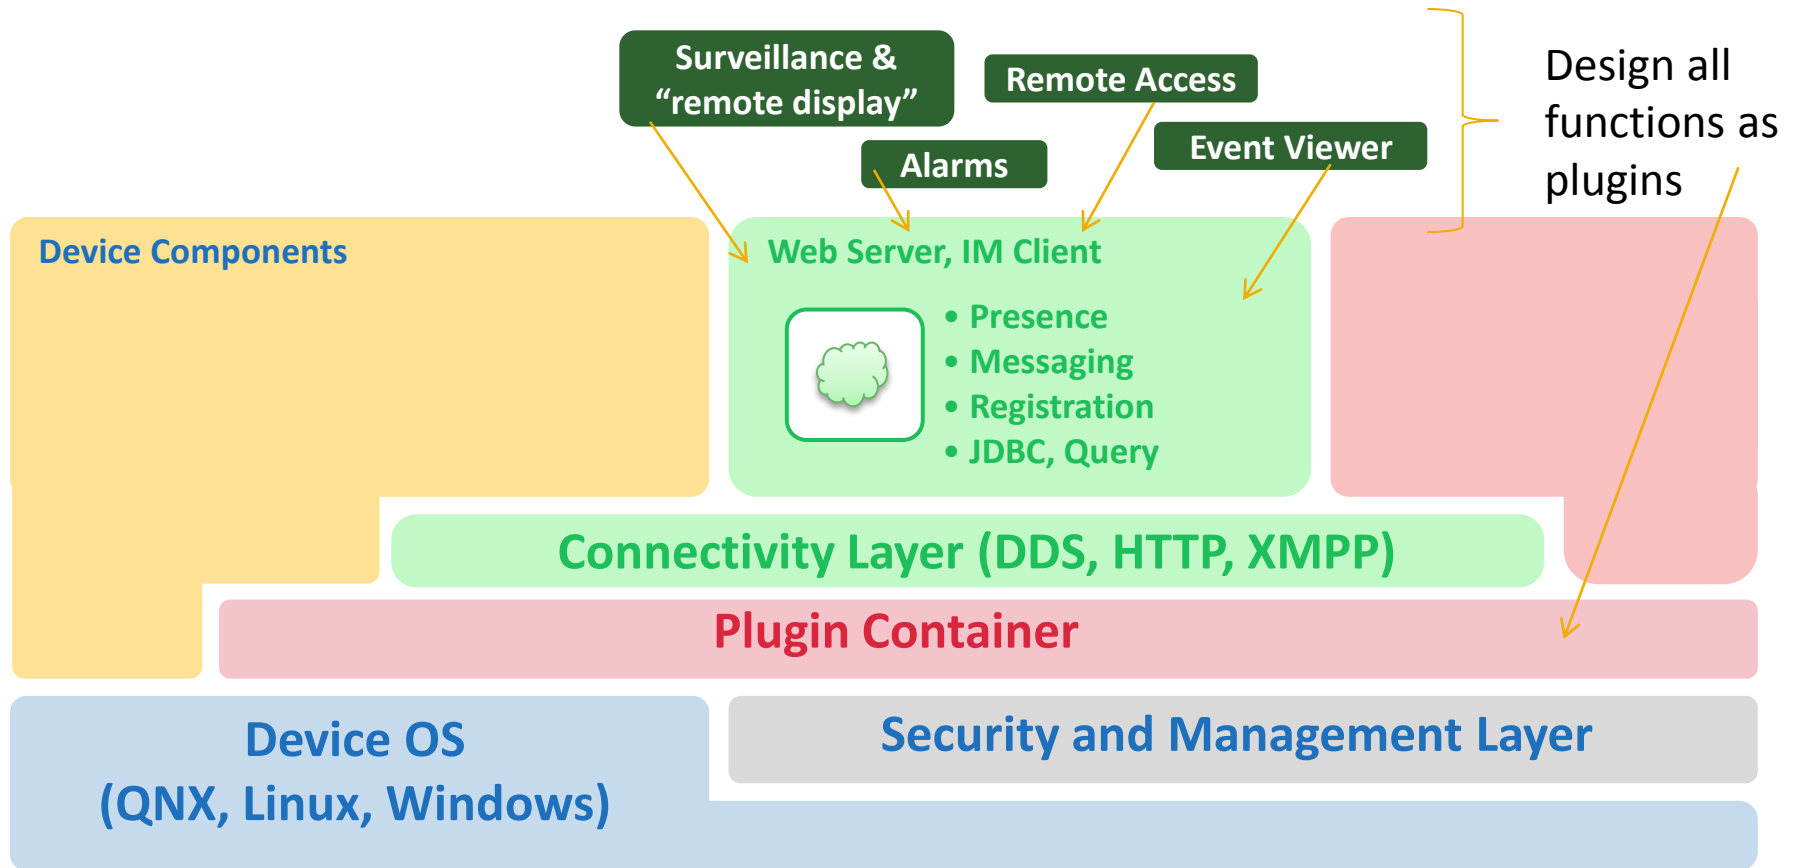 Surveillance &
“remote display”
Remote Access
Alarms
Event Viewer
Design all
functions as
plugins
Device Components
Web Server, IM Client
• Presence
• Messaging
• Registration
• JDBC, Query
Connectivity Layer (DDS, HTTP, XMPP)
Plugin Container
Device OS
(QNX, Linux, Windows)
Security and Management Layer